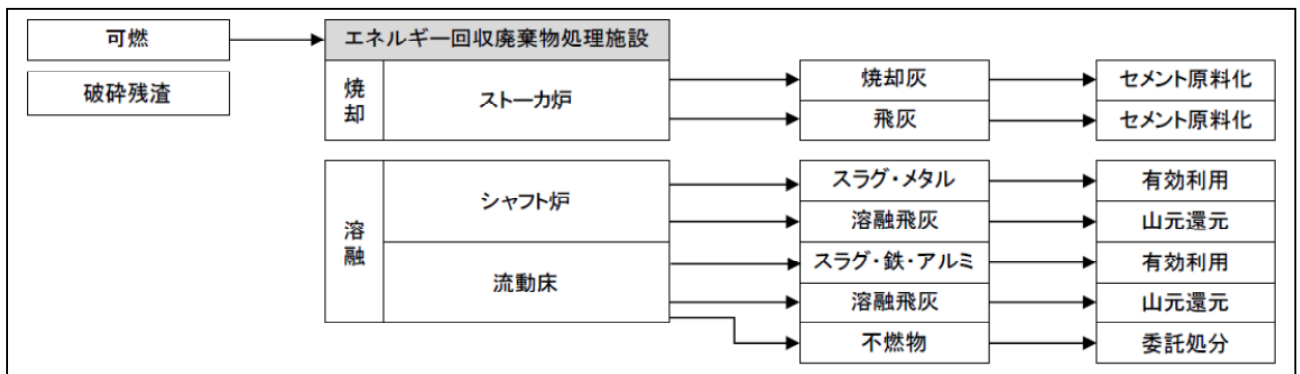 可燃
エネルギー回収廃棄物処理施設
破砕残渣
焼却
ストーカ炉
焼却灰
セメント原料化
飛灰
セメント原料化
溶融
シャフト炉
スラグ・メタル
有効利用
溶融飛灰
山元還元
流動床
スラグ・鉄・アルミ
有効利用
溶融飛灰
山元還元
不燃物
委託処分